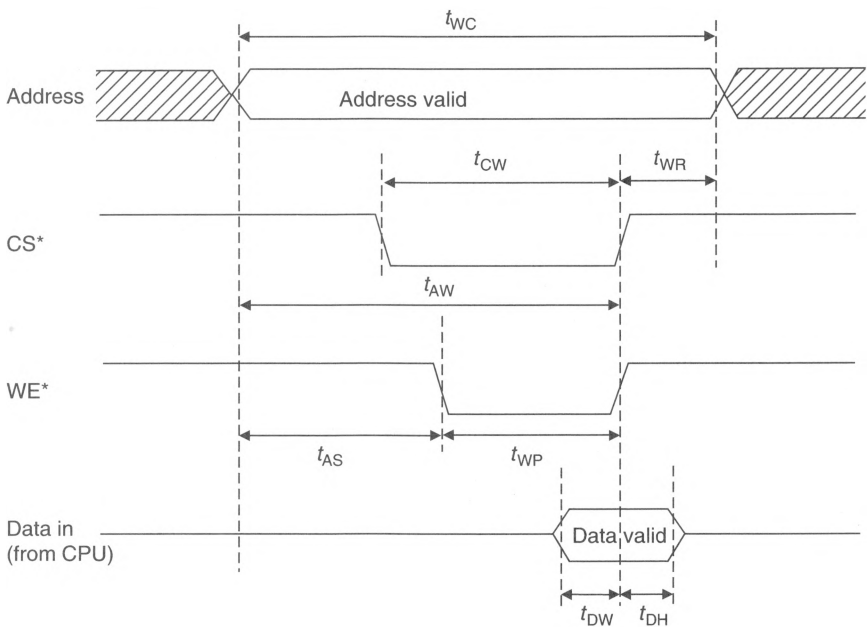 tWC
Address
Address valid
tCW
tWR
CS*
tAW
WE*
tAS
tWP
Data in
(from CPU)
Data valid
tDW
tDH